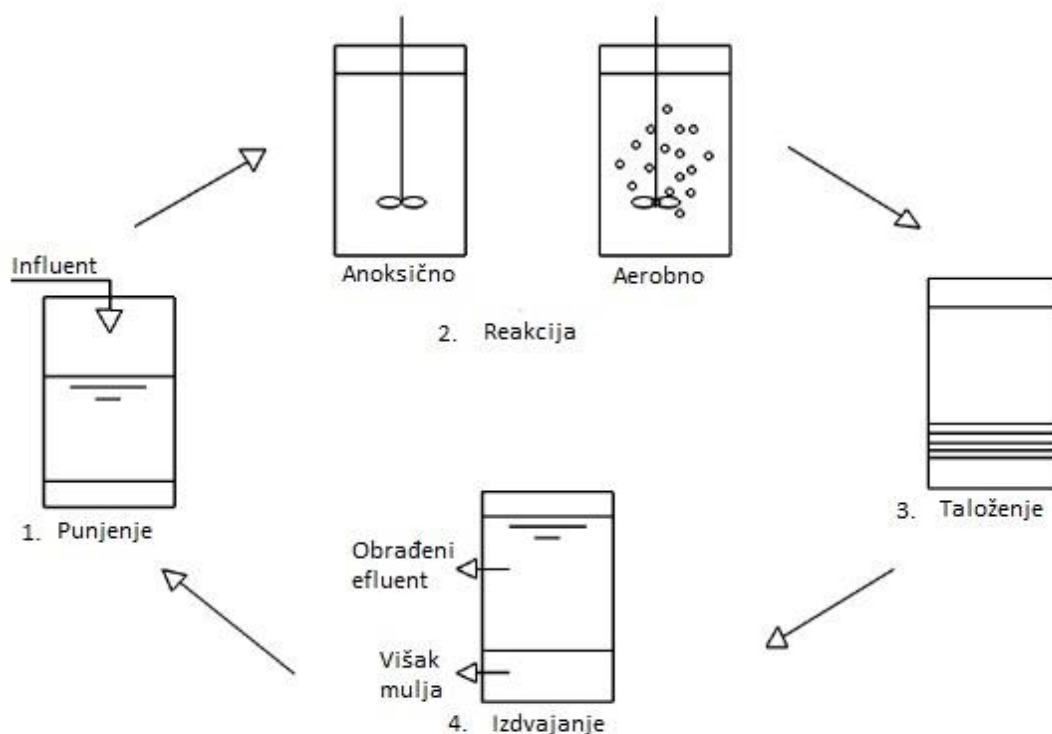 Influent
1. Punjenje
Anoksično
Aerobno
2. Reakcija
3. Taloženje
Obrađeni
efluent
Višak
mulja
4. Izdvajanje